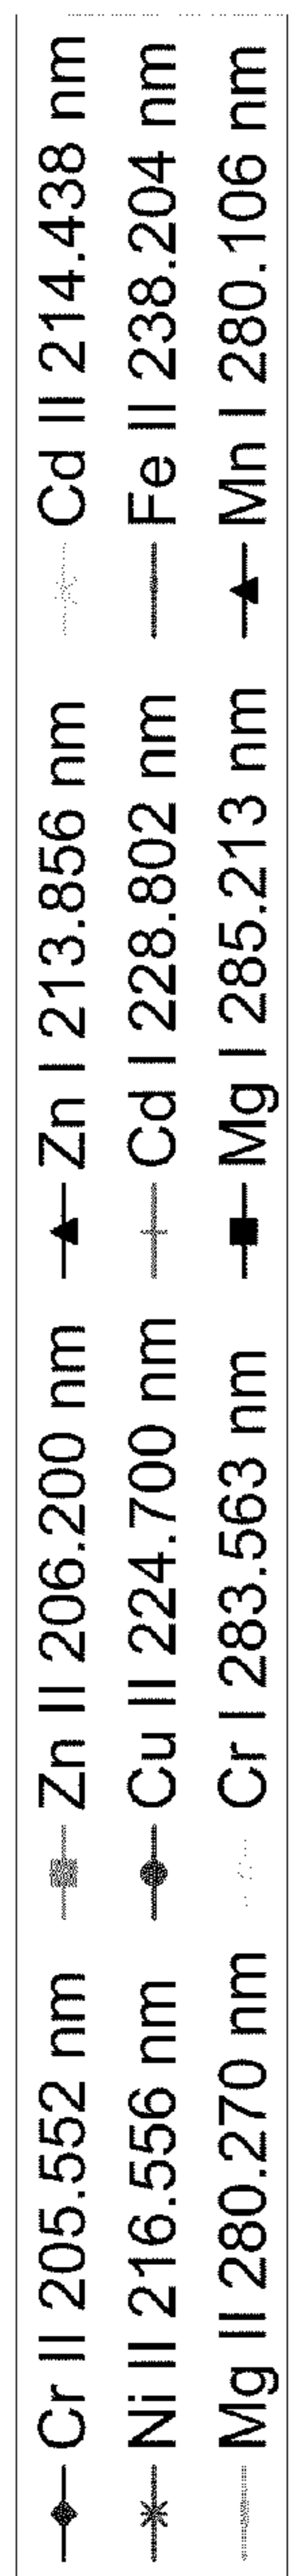 Cr II 205.552 nm Zn II 206.200 nm Zn I 213.856 nm Cd II 214.438 nm
Ni II 216.556 nm Cu II 224.700 nm Cd I 228.802 nm Fe II 238.204 nm
Mg II 280.270 nm Cr I 283.563 nm Mg I 285.213 nm Mn I 280.106 nm